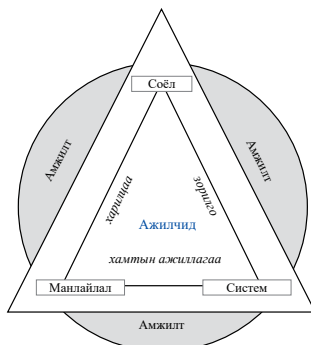 Соёл
Амжилт
Амжилт
харилцаа
зорилго
Ажилчид
хамтын ажиллагаа
Манлайлал
Систем
Амжилт